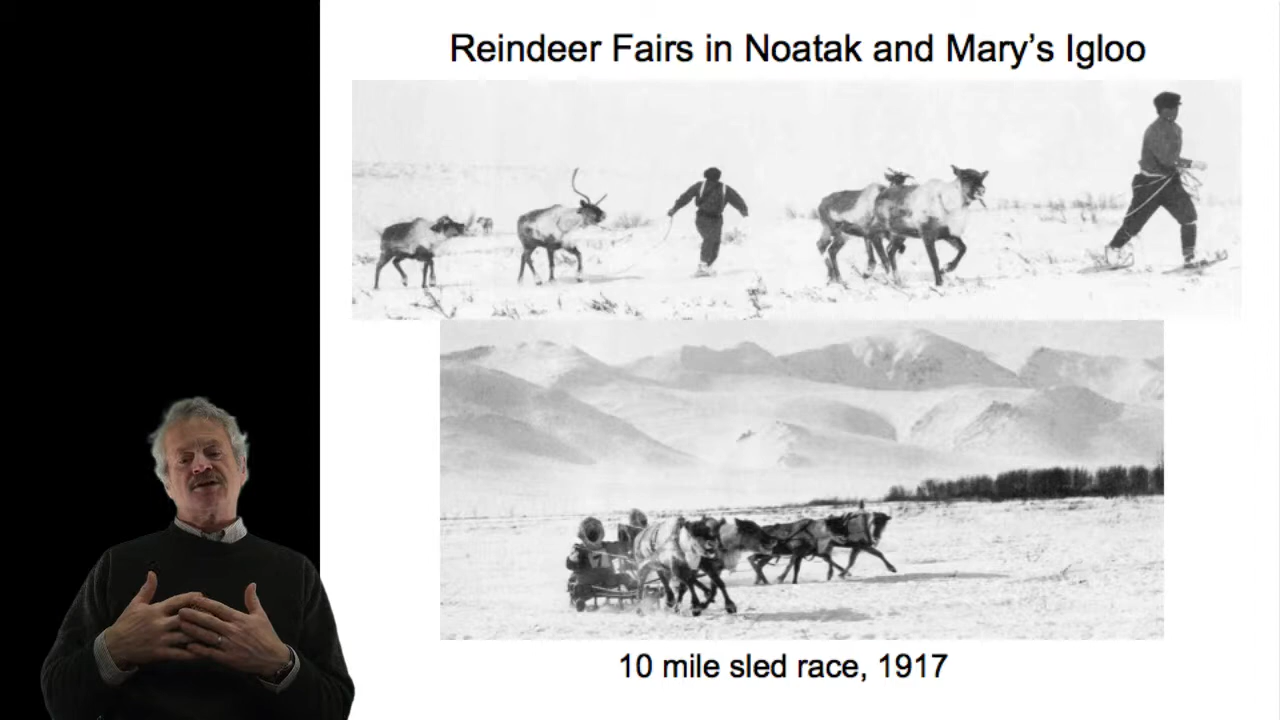 Reindeer Fairs in Noatak and Mary’s Igloo
10 mile sled race, 1917